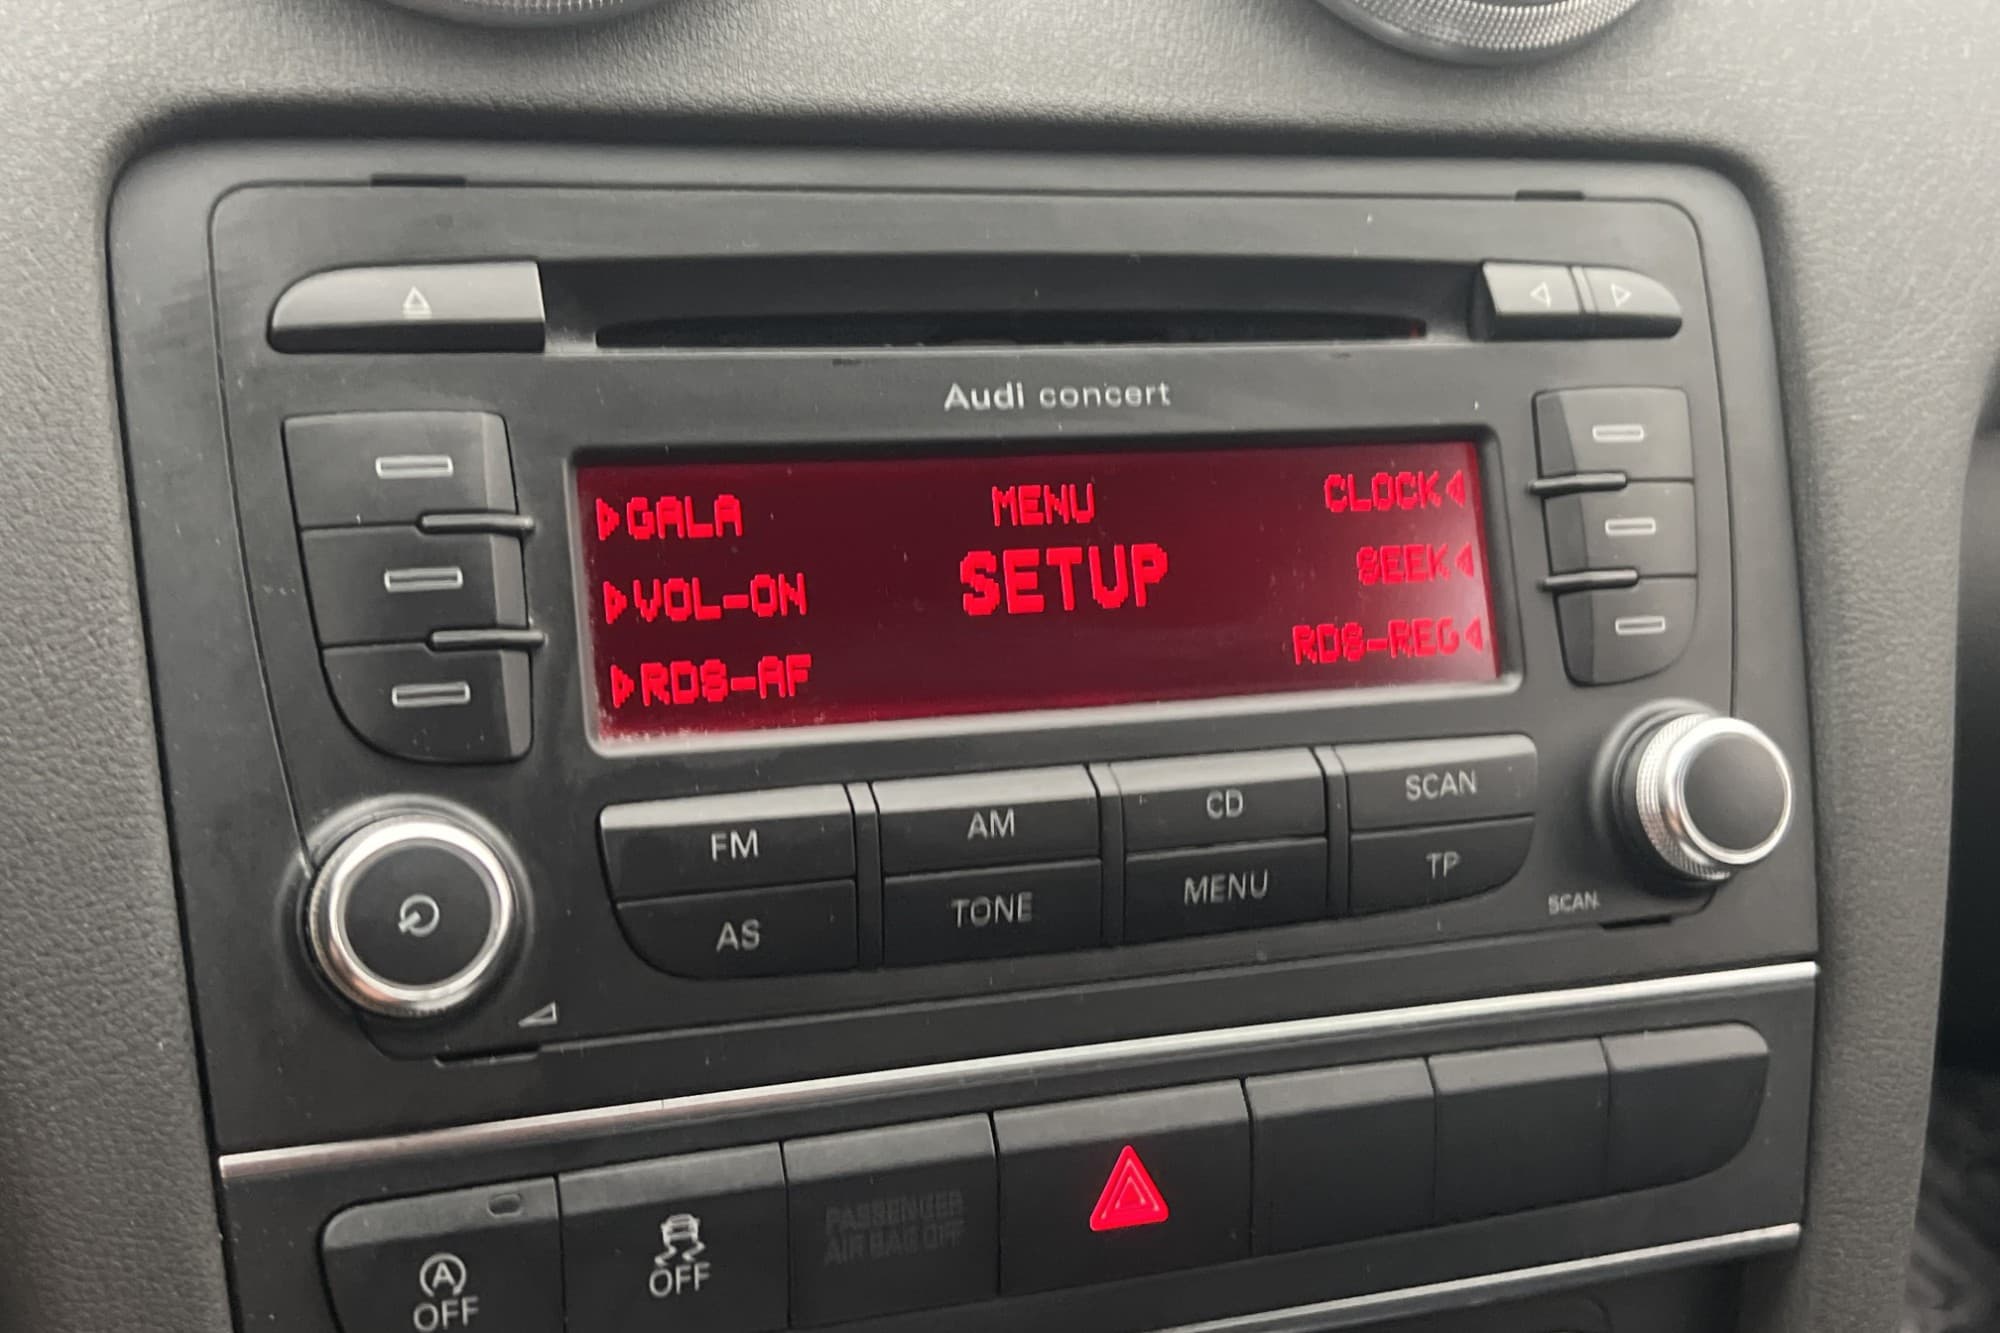 Audi concert
GALA MENU CLOCK
VOL-ON SETUP SEEK
RDS-AF RDS-REG
FM AM CD SCAN
AS TONE MENU TP
SCAN
PASSENGER
AIR BAG OFF
A
OFF
OFF